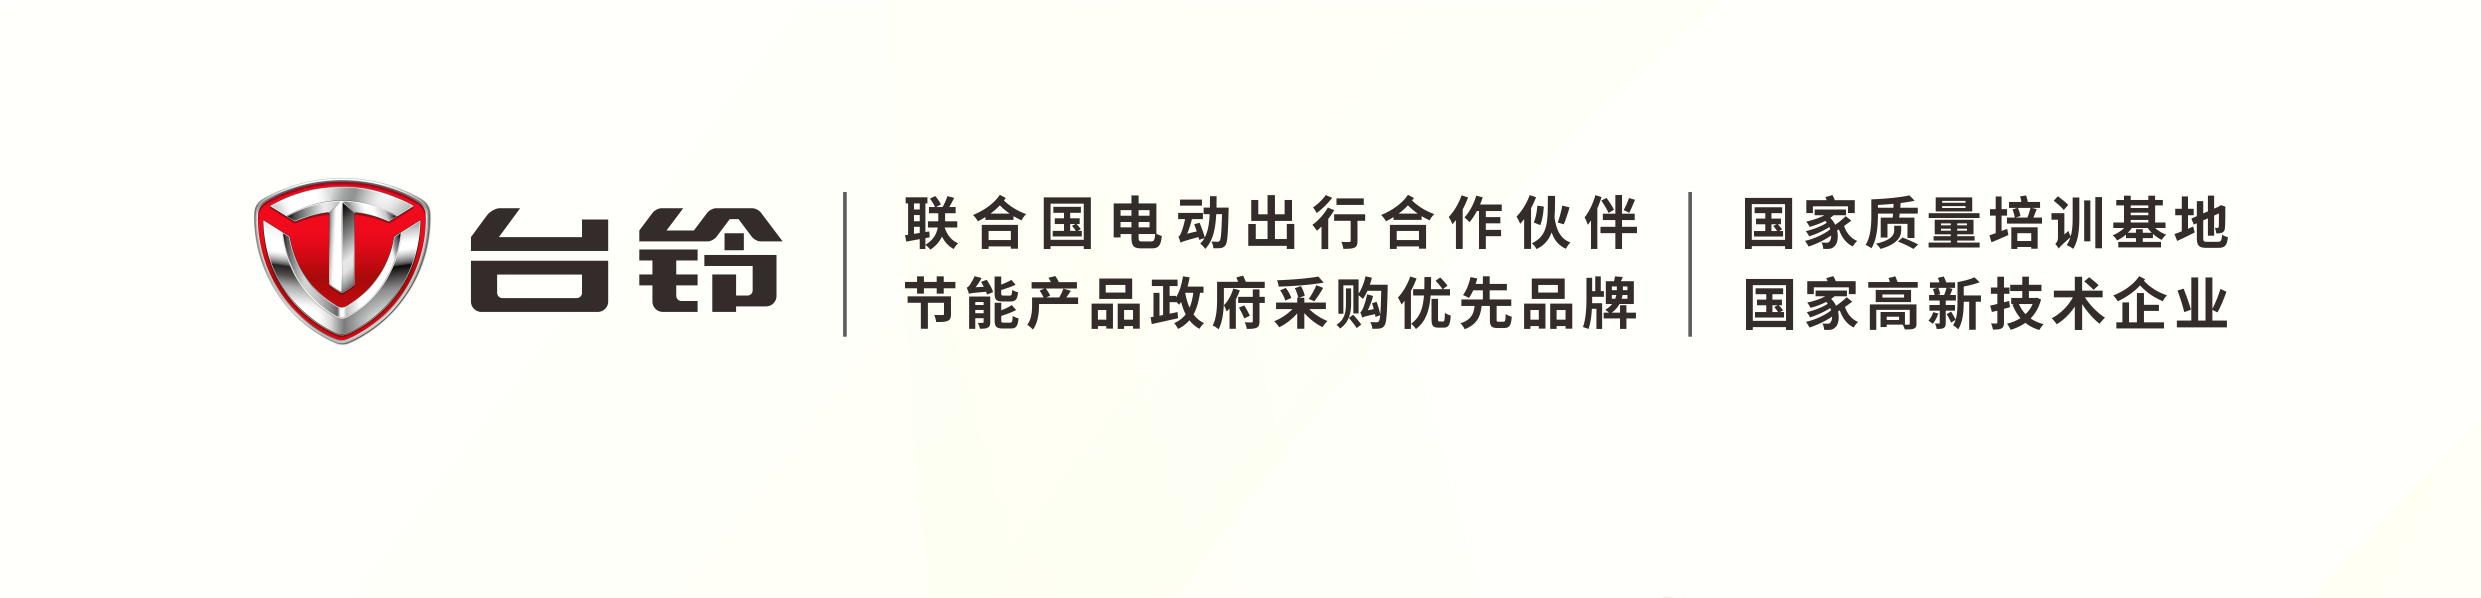 台铃
联合国电动出行合作伙伴
节能产品政府采购优先品牌
国家质量培训基地
国家高新技术企业